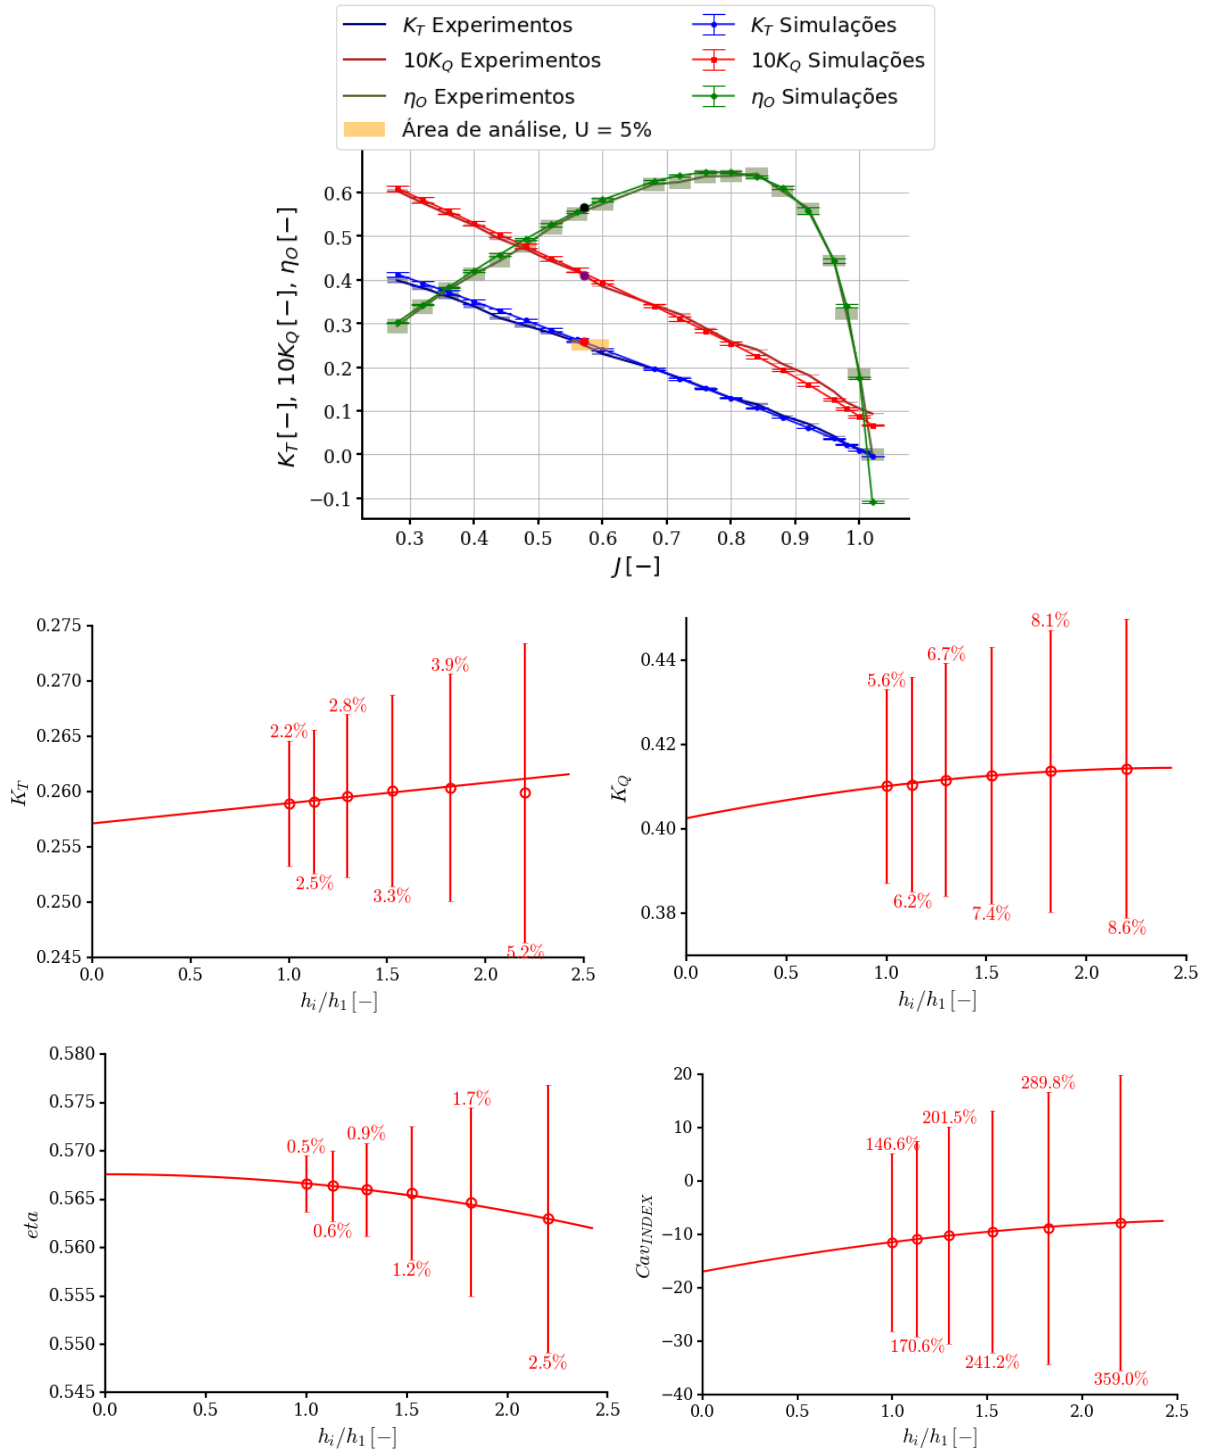 K_T Experimentos
10K_Q Experimentos
η_O Experimentos
Área de análise, U = 5%
K_T Simulações
10K_Q Simulações
η_O Simulações
K_T [−], 10K_Q [−], η_O [−]
0.6
0.5
0.4
0.3
0.2
0.1
0.0
−0.1
0.3 0.4 0.5 0.6 0.7 0.8 0.9 1.0
J [−]
K_T
0.275
0.270
0.265
0.260
0.255
0.250
0.245
2.2% 2.8% 3.9%
2.5% 3.3% 5.2%
0.0 0.5 1.0 1.5 2.0 2.5
h_i/h_1 [−]
K_Q
0.44
0.42
0.40
0.38
5.6% 6.7% 8.1%
6.2% 7.4% 8.6%
0.0 0.5 1.0 1.5 2.0 2.5
h_i/h_1 [−]
eta
0.580
0.575
0.570
0.565
0.560
0.555
0.550
0.545
0.5% 0.9% 1.7%
0.6% 1.2% 2.5%
0.0 0.5 1.0 1.5 2.0 2.5
h_i/h_1 [−]
Cav_INDEX
20
10
0
−10
−20
−30
−40
146.6% 201.5% 289.8%
170.6% 241.2% 359.0%
0.0 0.5 1.0 1.5 2.0 2.5
h_i/h_1 [−]